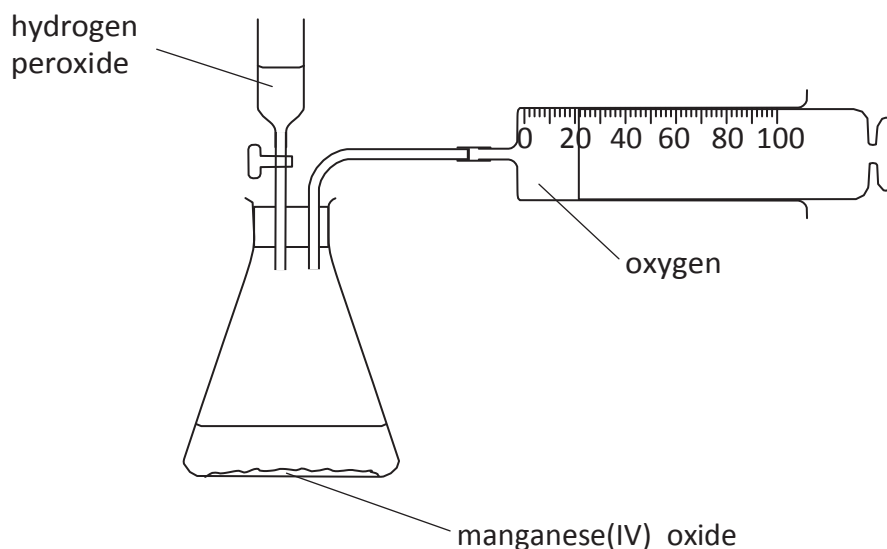 hydrogen
peroxide
0 20 40 60 80 100
oxygen
manganese(IV) oxide